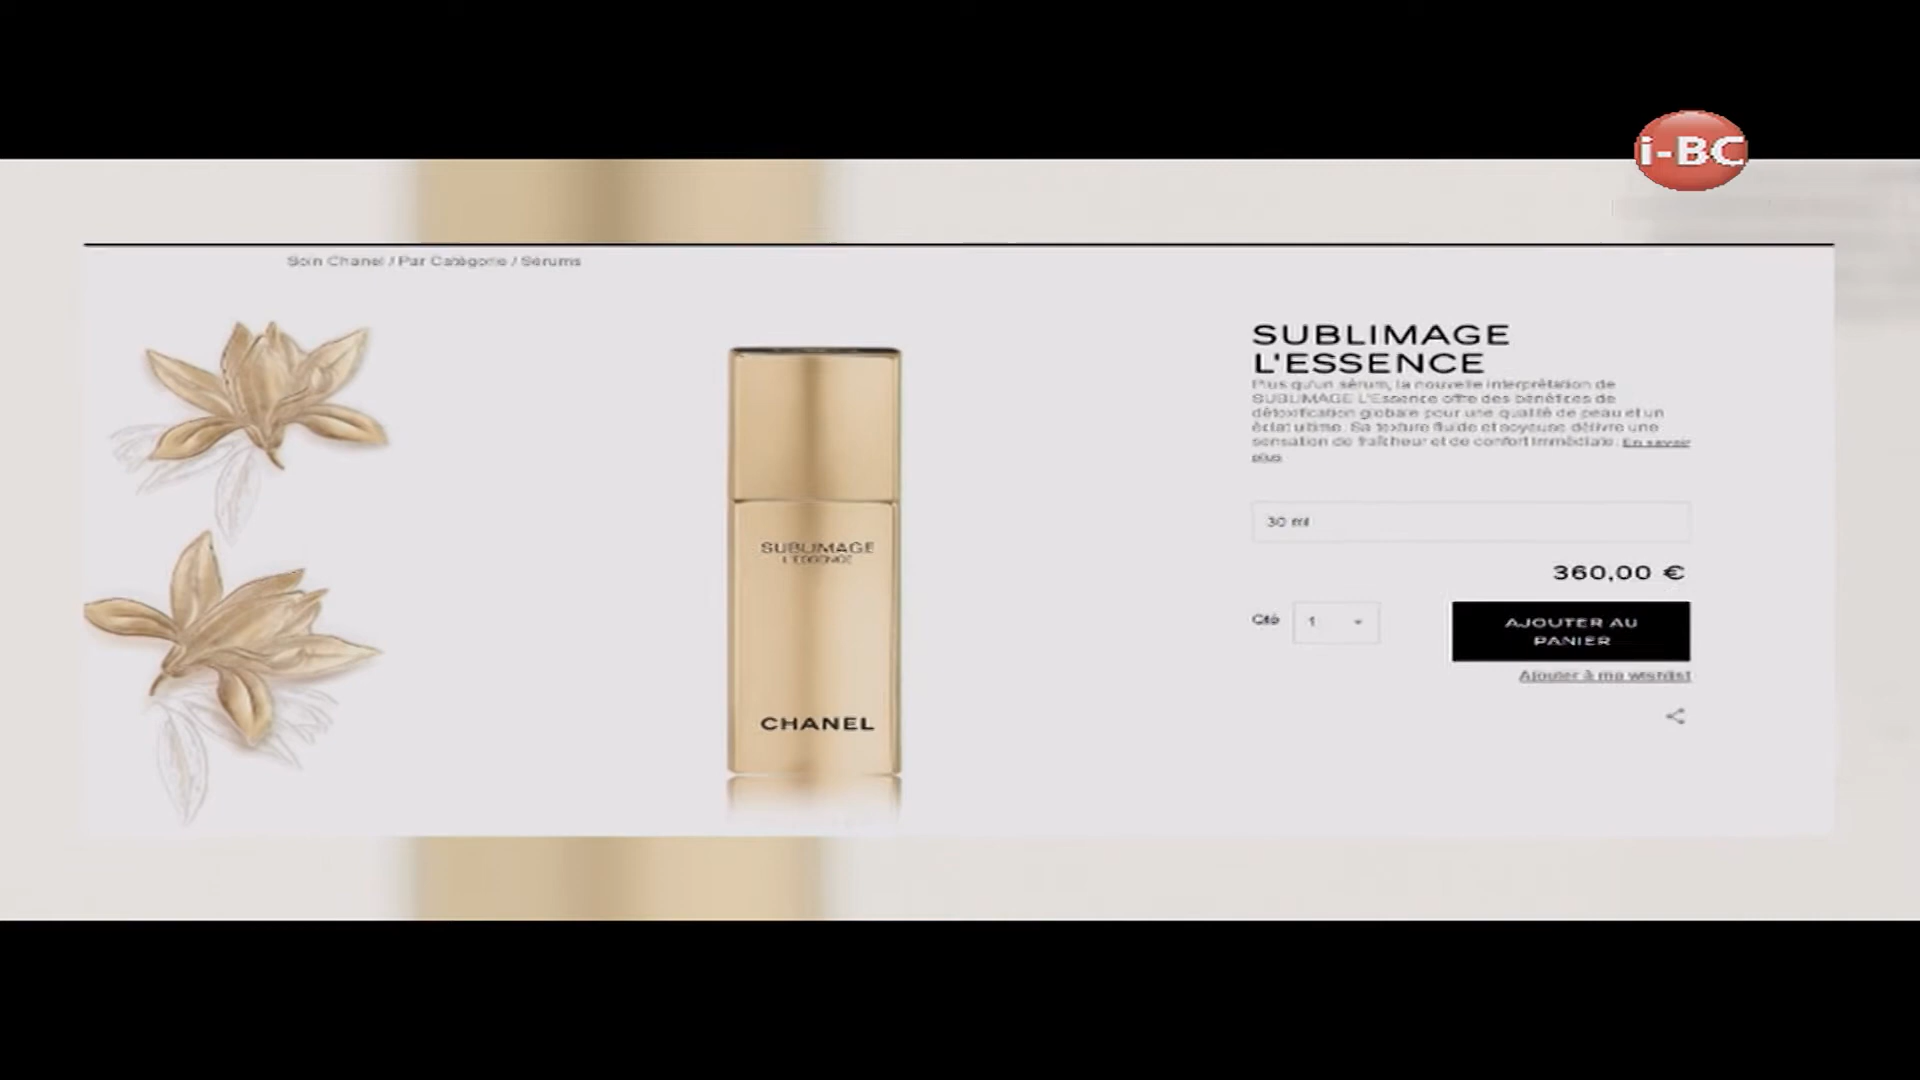 i-BC
Soin Chanel / Par Catégorie / Sérums
SUBLIMAGE
L'ESSENCE
Plus qu'un sérum, la nouvelle interprétation de
SUBLIMAGE L'Essence offre des bénéfices de
détoxification globale pour une qualité de peau et un
éclat ultime. Sa texture fluide et soyeuse délivre une
sensation de fraîcheur et de confort immédiate. En savoir
plus
30 ml
360,00 €
Qté 1
AJOUTER AU
PANIER
Ajouter à ma wishlist
SUBLIMAGE
L'ESSENCE
CHANEL